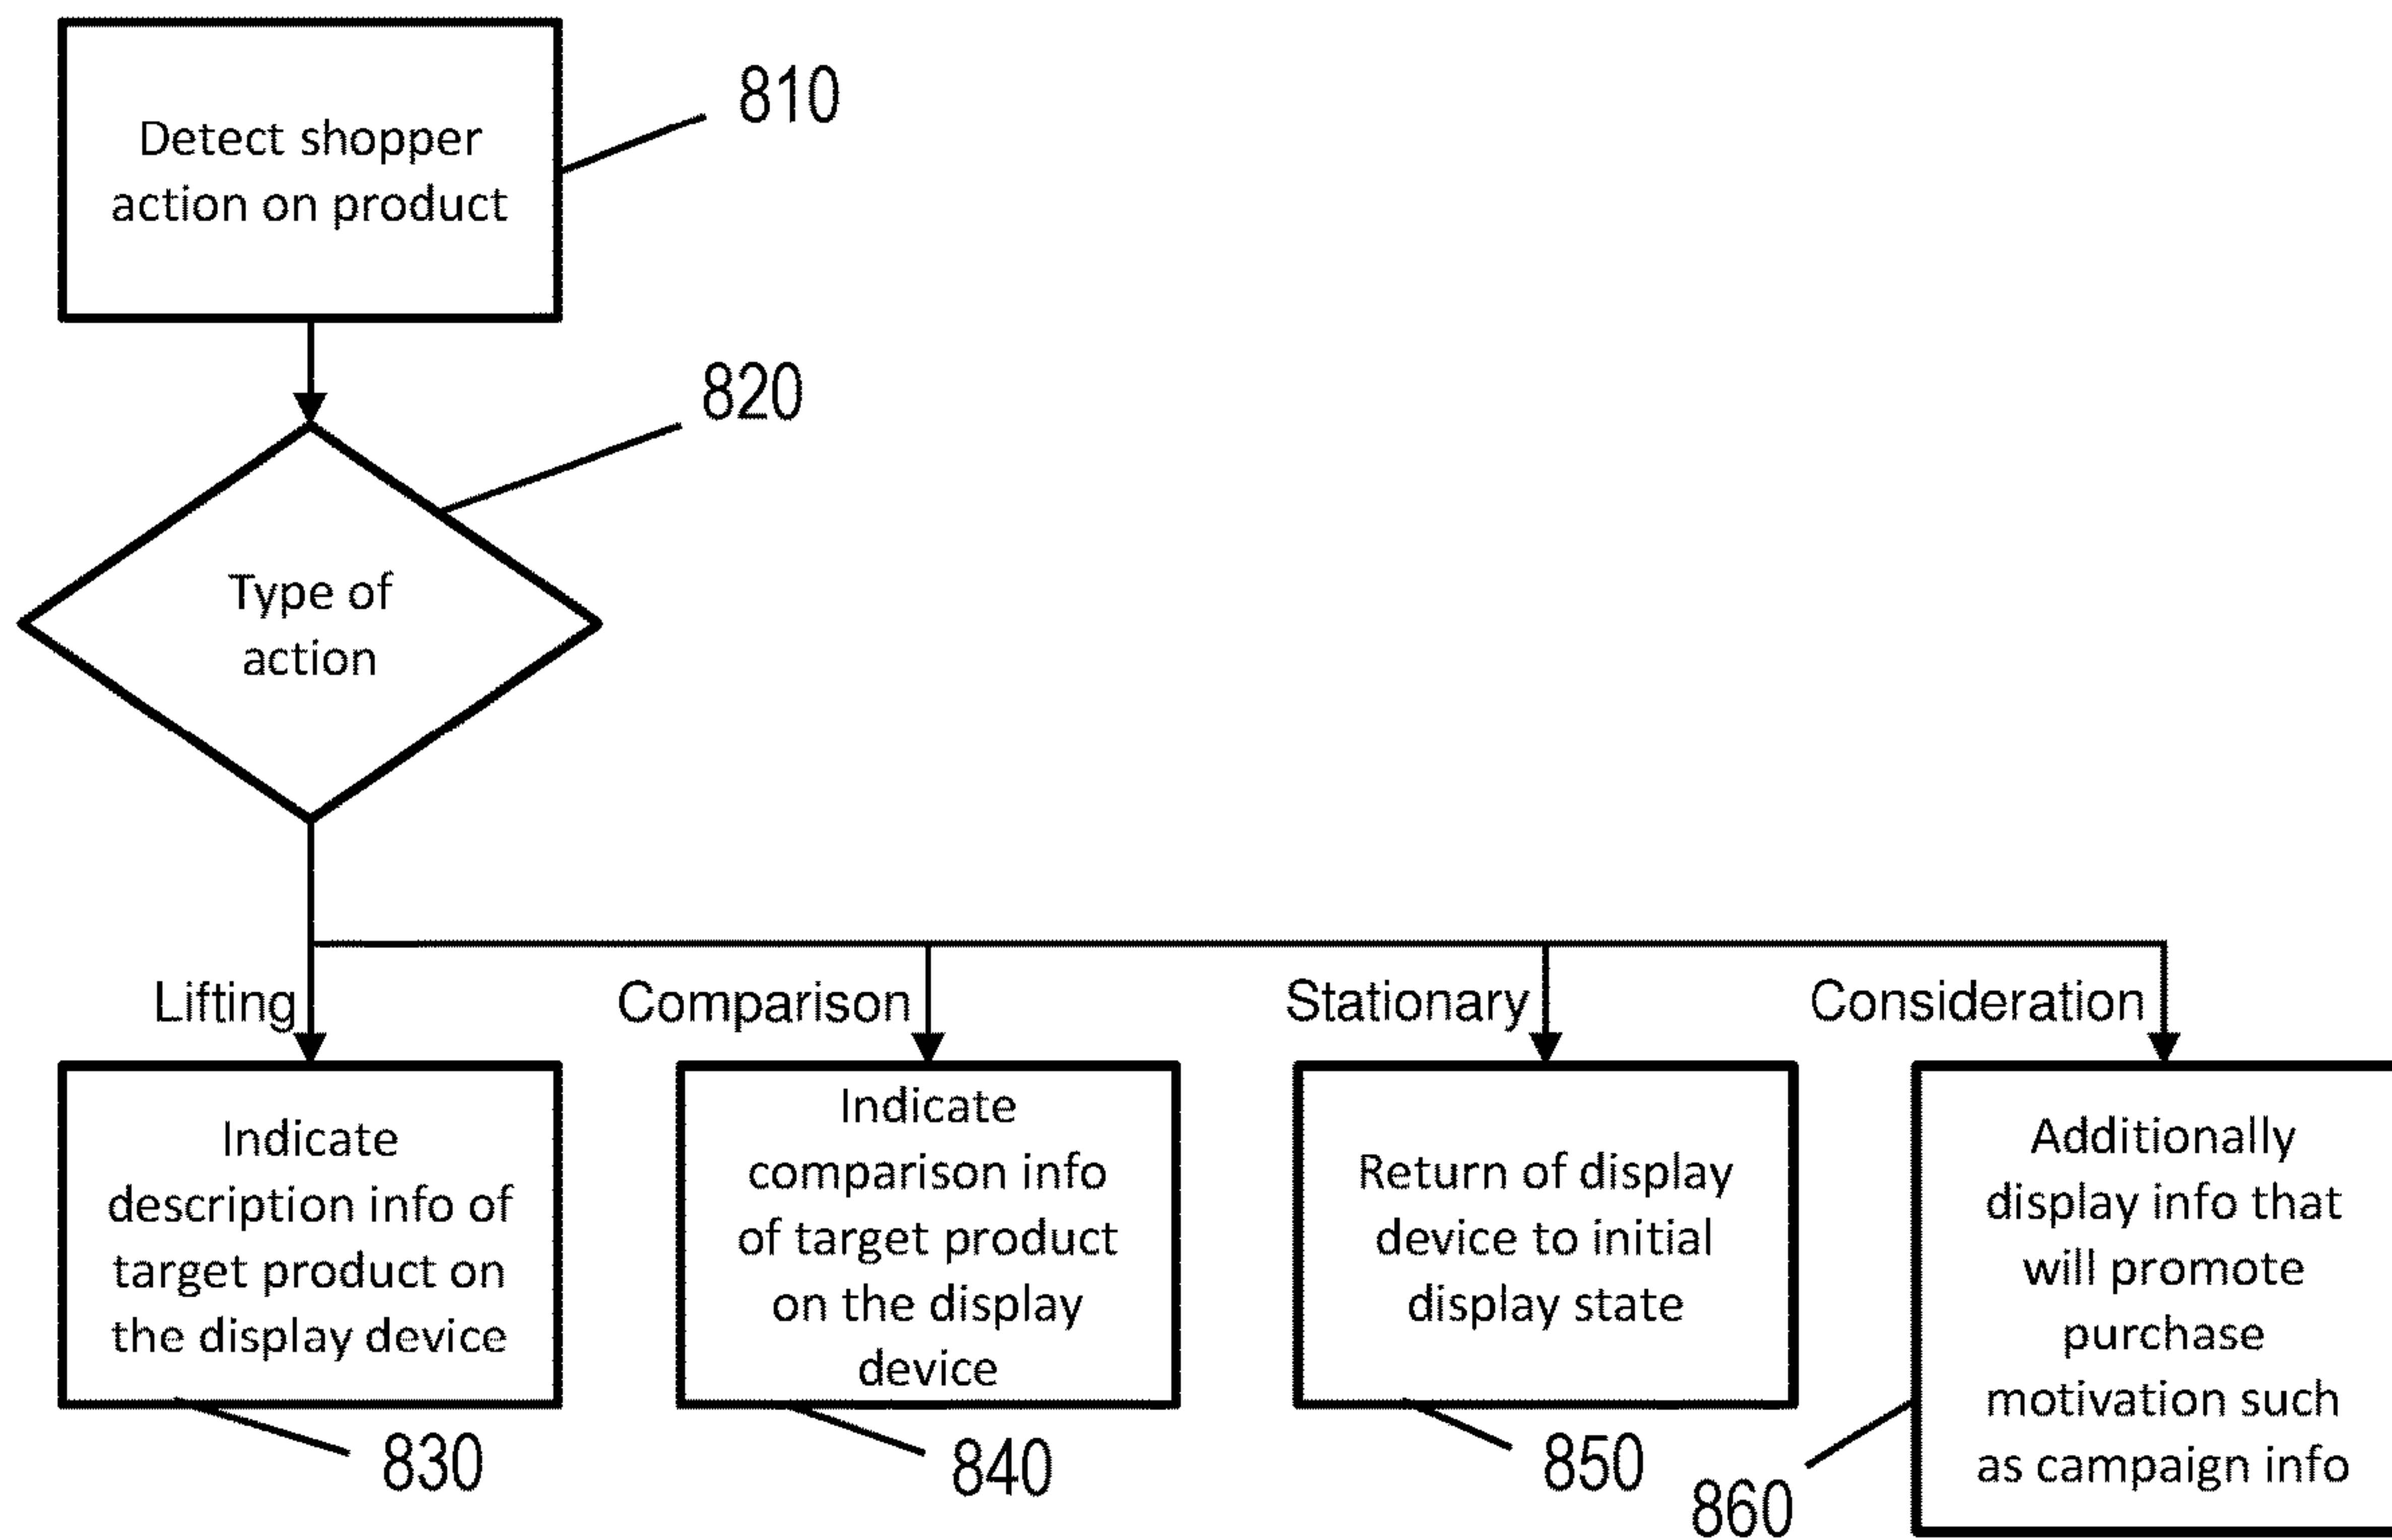 Detect shopper
action on product
810
820
Type of
action
Lifting
Comparison
Stationary
Consideration
Indicate
description info of
target product on
the display device
830
Indicate
comparison info
of target product
on the display
device
840
Return of display
device to initial
display state
850
Additionally
display info that
will promote
purchase
motivation such
as campaign info
860